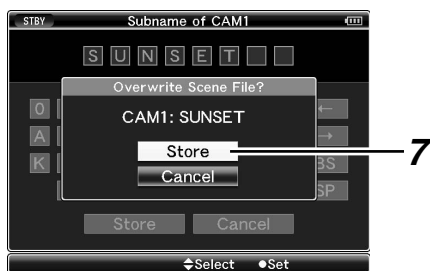 STBY Subname of CAM1
S U N S E T
Overwrite Scene File?
CAM1: SUNSET
0 ←
A →
Store 7
K BS
Cancel
SP
Store Cancel
Select Set